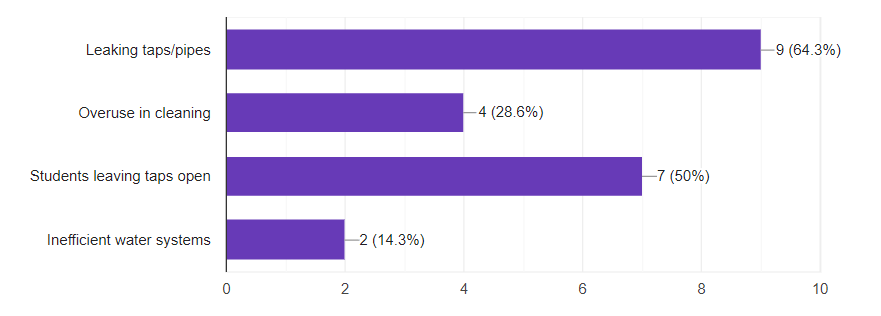 Leaking taps/pipes
9 (64.3%)
Overuse in cleaning
4 (28.6%)
Students leaving taps open
7 (50%)
Inefficient water systems
2 (14.3%)
0 2 4 6 8 10